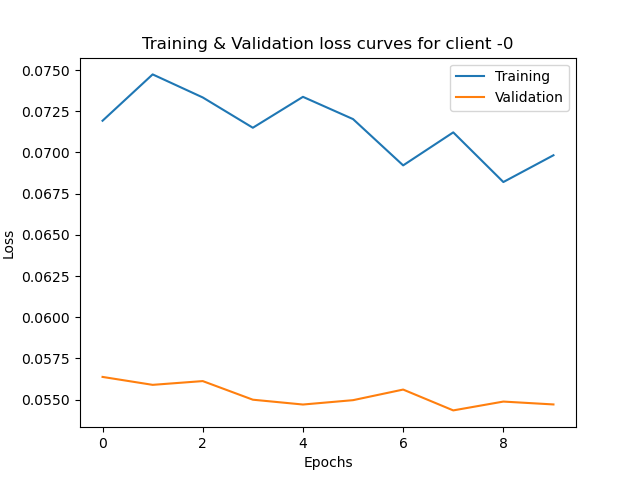 Training & Validation loss curves for client -0
Training
Validation
0.0750
0.0725
0.0700
0.0675
0.0650
0.0625
0.0600
0.0575
0.0550
Loss
0 2 4 6 8
Epochs